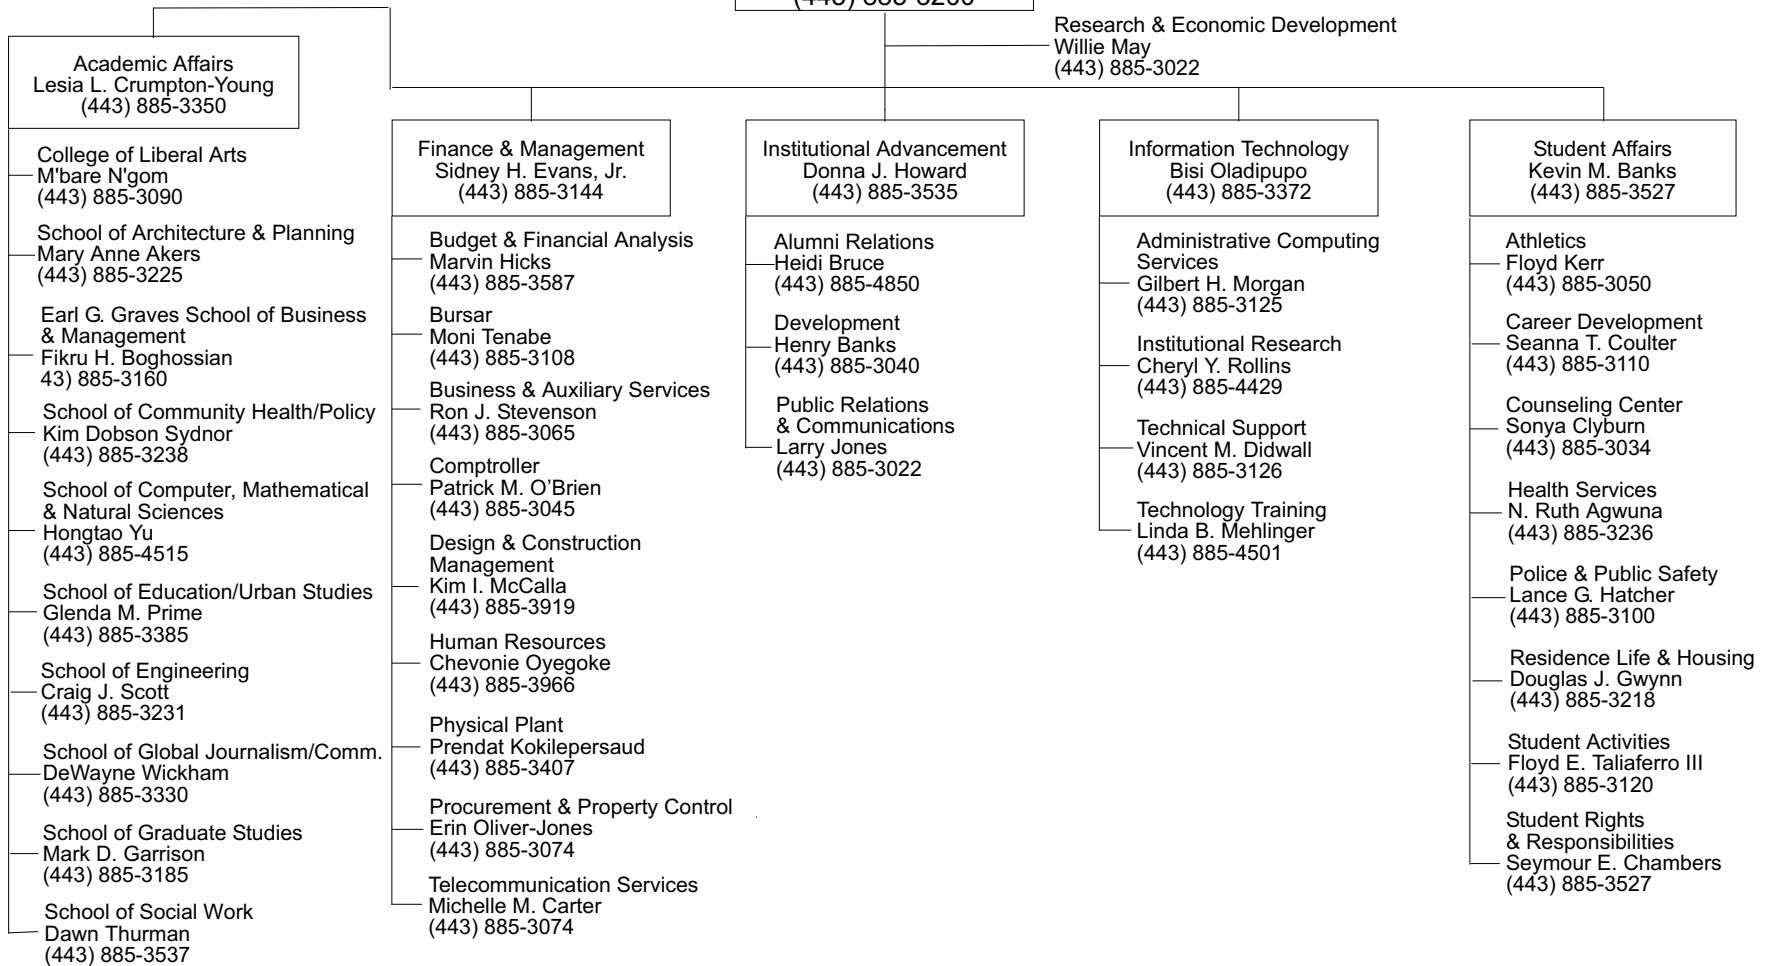 Research & Economic Development
Willie May
(443) 885-3022
Academic Affairs
Lesia L. Crumpton-Young
(443) 885-3350
College of Liberal Arts
M'bare N'gom
(443) 885-3090
School of Architecture & Planning
Mary Anne Akers
(443) 885-3225
Earl G. Graves School of Business
& Management
Fikru H. Boghossian
43) 885-3160
School of Community Health/Policy
Kim Dobson Sydnor
(443) 885-3238
School of Computer, Mathematical
& Natural Sciences
Hongtao Yu
(443) 885-4515
School of Education/Urban Studies
Glenda M. Prime
(443) 885-3385
School of Engineering
Craig J. Scott
(443) 885-3231
School of Global Journalism/Comm.
DeWayne Wickham
(443) 885-3330
School of Graduate Studies
Mark D. Garrison
(443) 885-3185
School of Social Work
Dawn Thurman
(443) 885-3537
Finance & Management
Sidney H. Evans, Jr.
(443) 885-3144
Budget & Financial Analysis
Marvin Hicks
(443) 885-3587
Bursar
Moni Tenabe
(443) 885-3108
Business & Auxiliary Services
Ron J. Stevenson
(443) 885-3065
Comptroller
Patrick M. O’Brien
(443) 885-3045
Design & Construction
Management
Kim I. McCalla
(443) 885-3919
Human Resources
Chevonie Oyegoke
(443) 885-3966
Physical Plant
Prendat Kokilepersaud
(443) 885-3407
Procurement & Property Control
Erin Oliver-Jones
(443) 885-3074
Telecommunication Services
Michelle M. Carter
(443) 885-3074
Institutional Advancement
Donna J. Howard
(443) 885-3535
Alumni Relations
Heidi Bruce
(443) 885-4850
Development
Henry Banks
(443) 885-3040
Public Relations
& Communications
Larry Jones
(443) 885-3022
Information Technology
Bisi Oladipupo
(443) 885-3372
Administrative Computing
Services
Gilbert H. Morgan
(443) 885-3125
Institutional Research
Cheryl Y. Rollins
(443) 885-4429
Technical Support
Vincent M. Didwall
(443) 885-3126
Technology Training
Linda B. Mehlinger
(443) 885-4501
Student Affairs
Kevin M. Banks
(443) 885-3527
Athletics
Floyd Kerr
(443) 885-3050
Career Development
Seanna T. Coulter
(443) 885-3110
Counseling Center
Sonya Clyburn
(443) 885-3034
Health Services
N. Ruth Agwuna
(443) 885-3236
Police & Public Safety
Lance G. Hatcher
(443) 885-3100
Residence Life & Housing
Douglas J. Gwynn
(443) 885-3218
Student Activities
Floyd E. Taliaferro III
(443) 885-3120
Student Rights
& Responsibilities
Seymour E. Chambers
(443) 885-3527